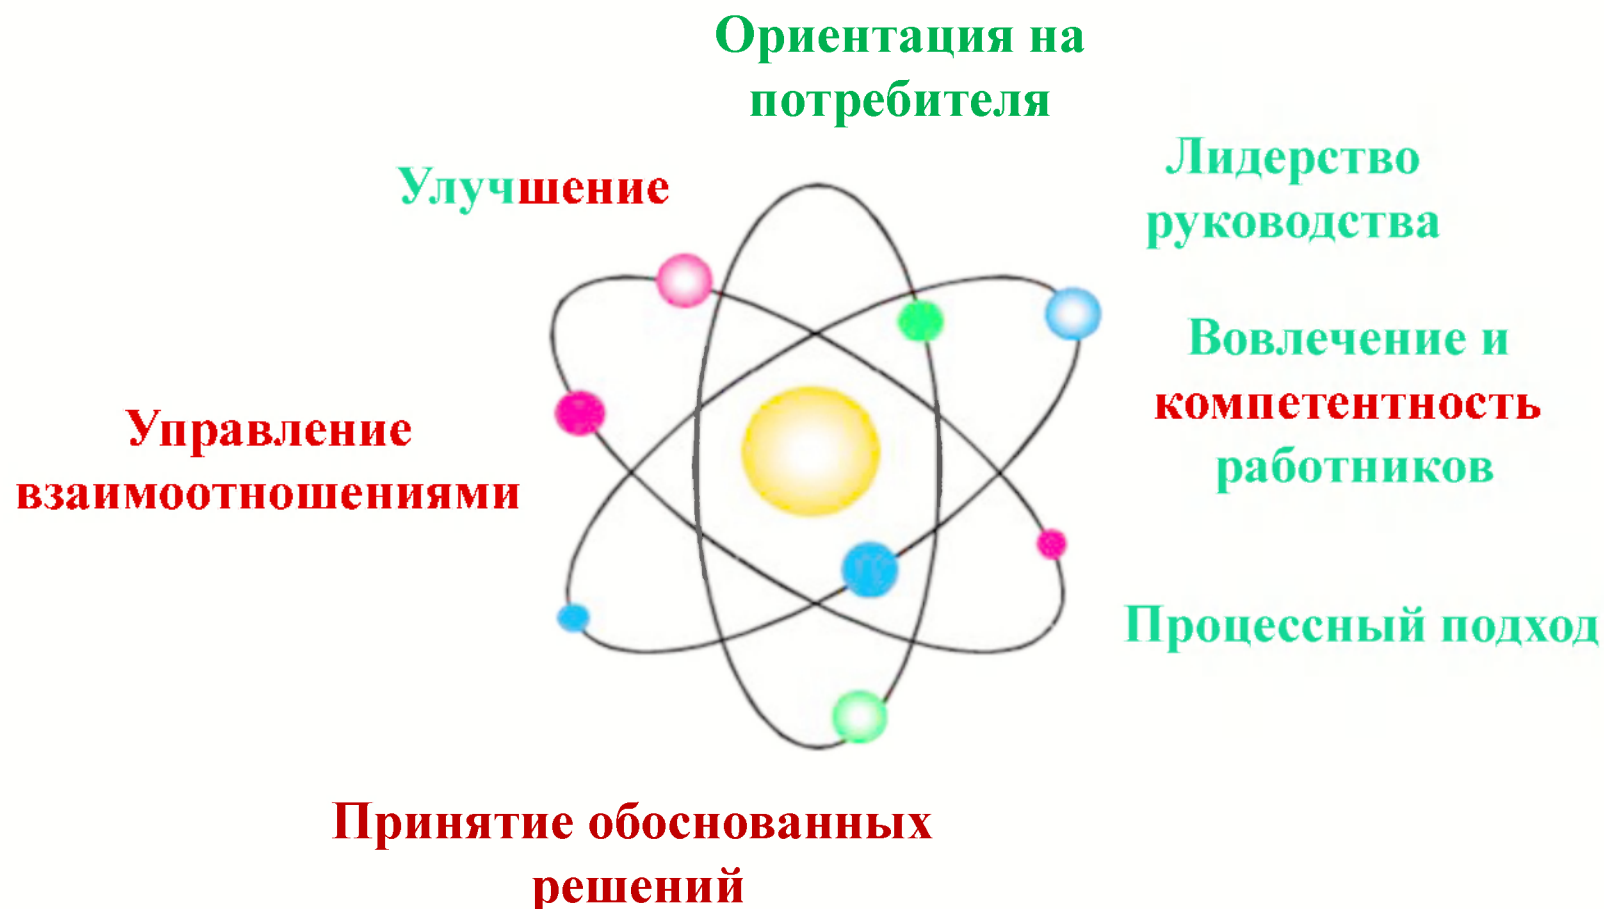 Ориентация на
потребителя
Улучшение
Лидерство
руководства
Вовлечение и
компетентность
работников
Управление
взаимоотношениями
Процессный подход
Принятие обоснованных
решений